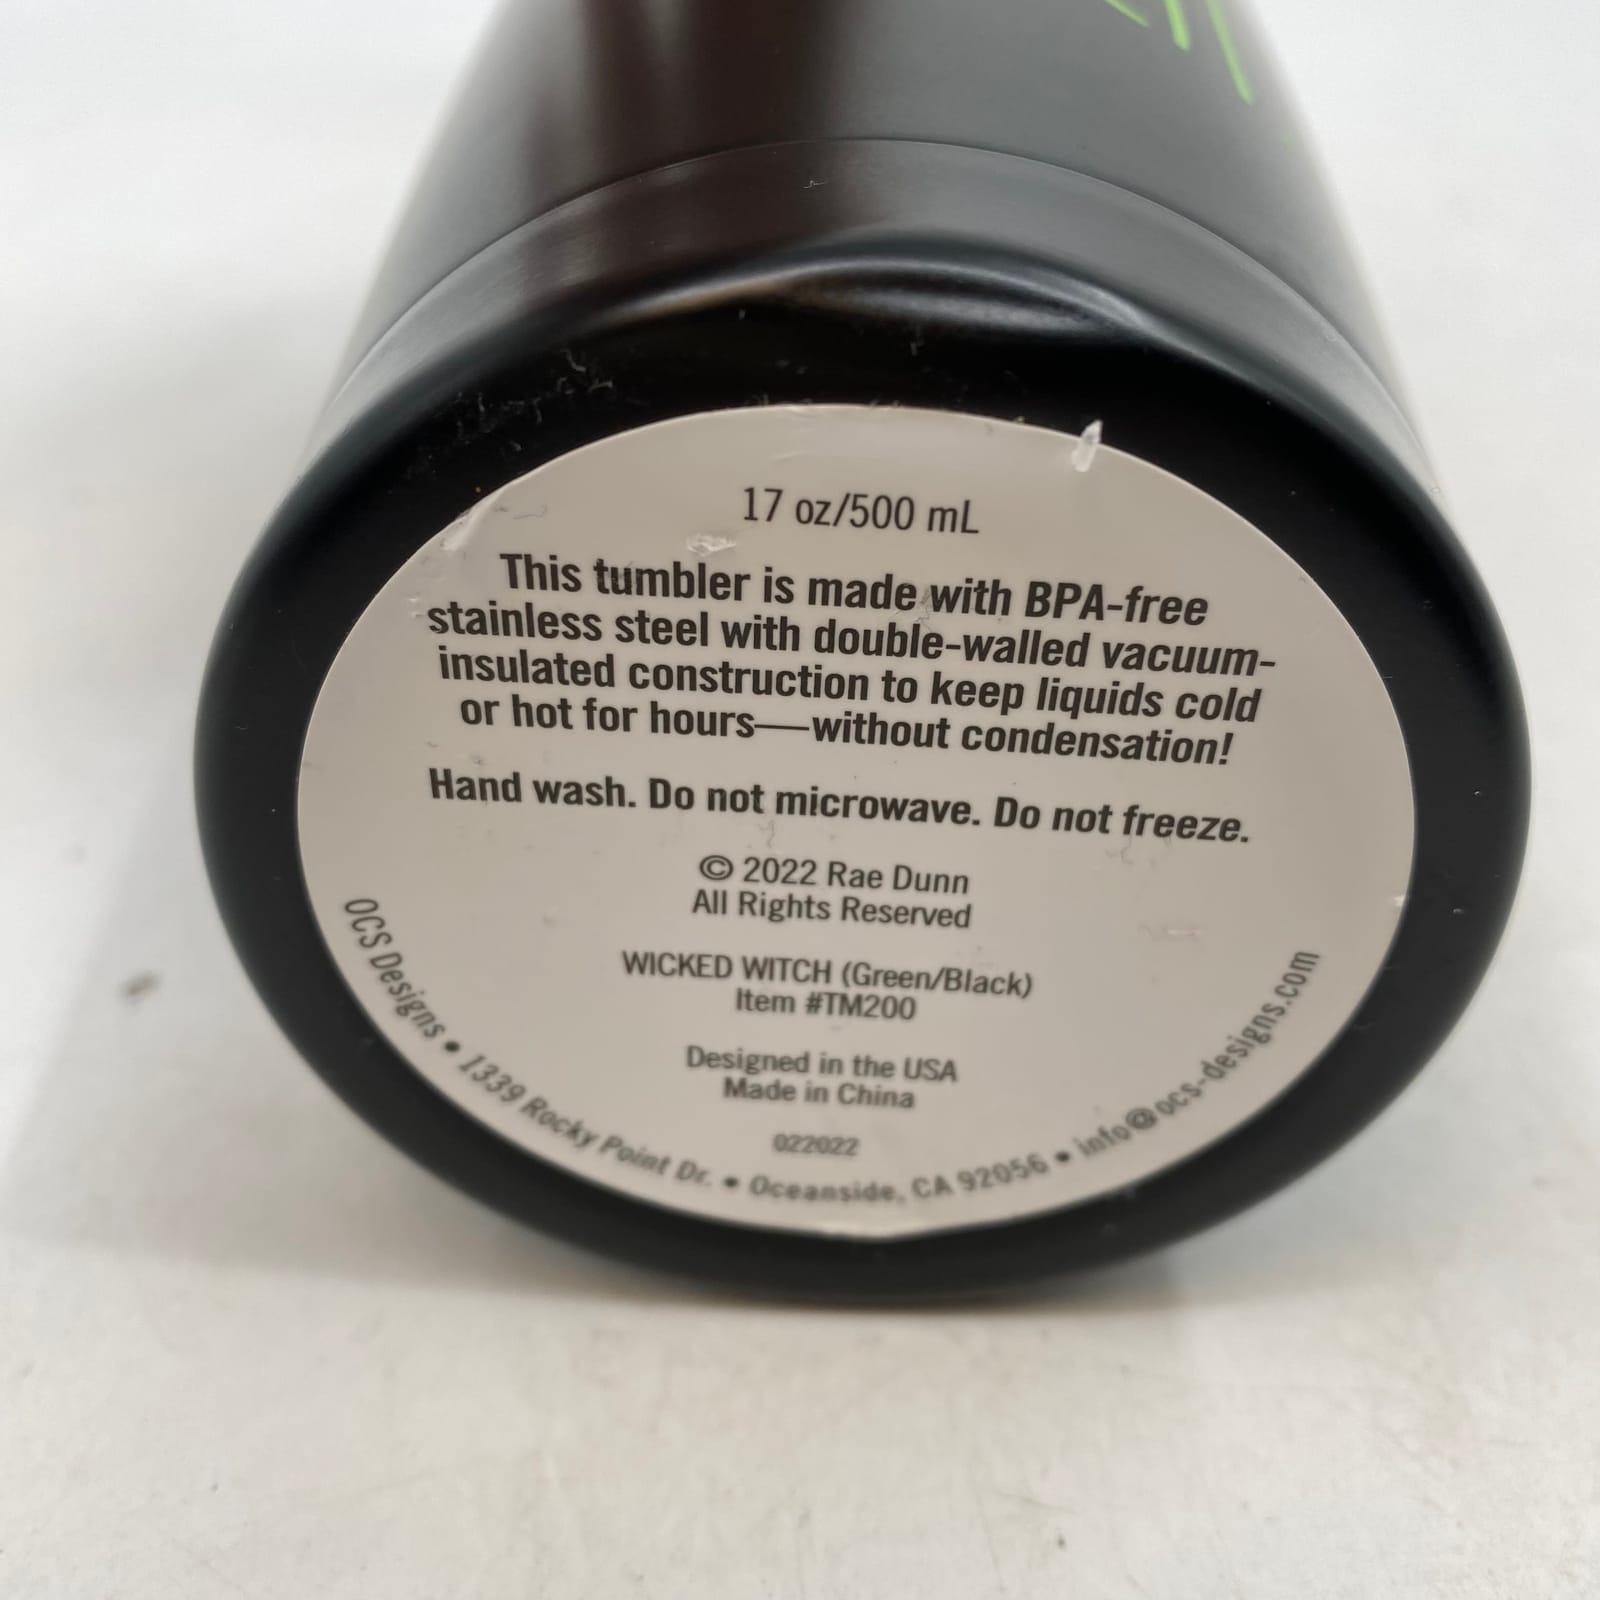 17 oz/500 mL
This tumbler is made with BPA-free
stainless steel with double-walled vacuum-
insulated construction to keep liquids cold
or hot for hours—without condensation!
Hand wash. Do not microwave. Do not freeze.
© 2022 Rae Dunn
All Rights Reserved
WICKED WITCH (Green/Black)
Item #TM200
Designed in the USA
Made in China
022022
OCS Designs • 1339 Rocky Point Dr. • Oceanside, CA 92056 • info@ocs-designs.com